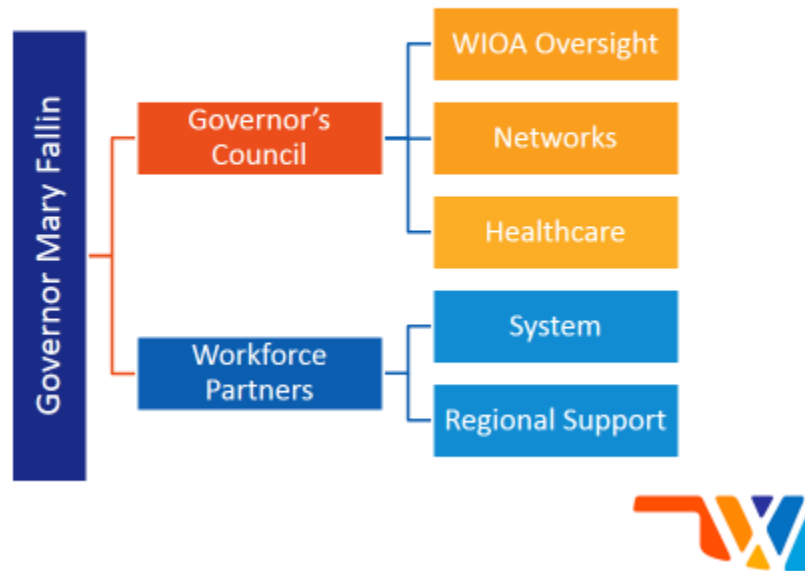 Governor Mary Fallin
Governor's
Council
WIOA Oversight
Networks
Healthcare
Workforce
Partners
System
Regional Support